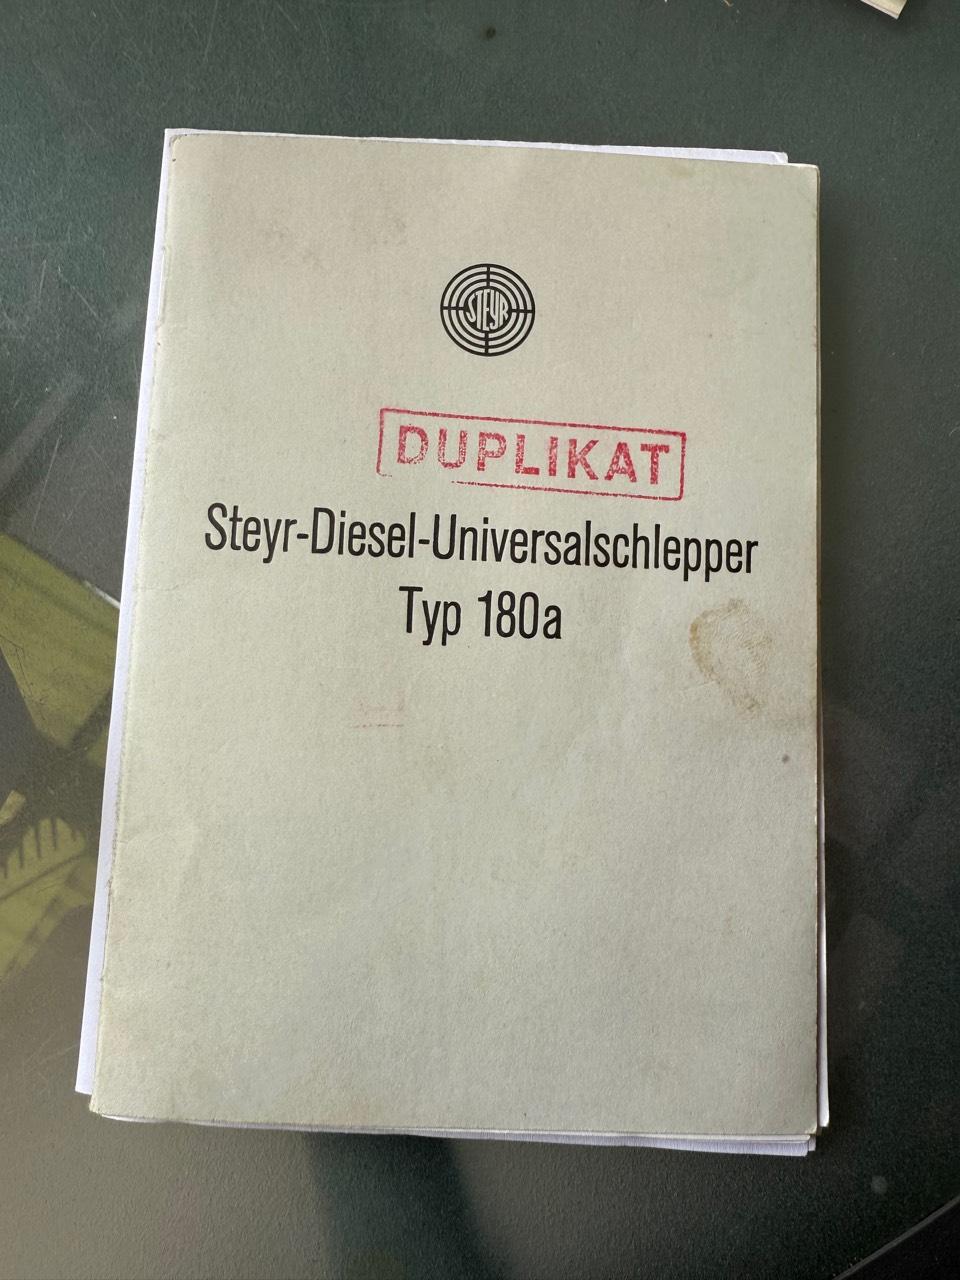 STEYR
DUPLIKAT
Steyr-Diesel-Universalschlepper
Typ 180a